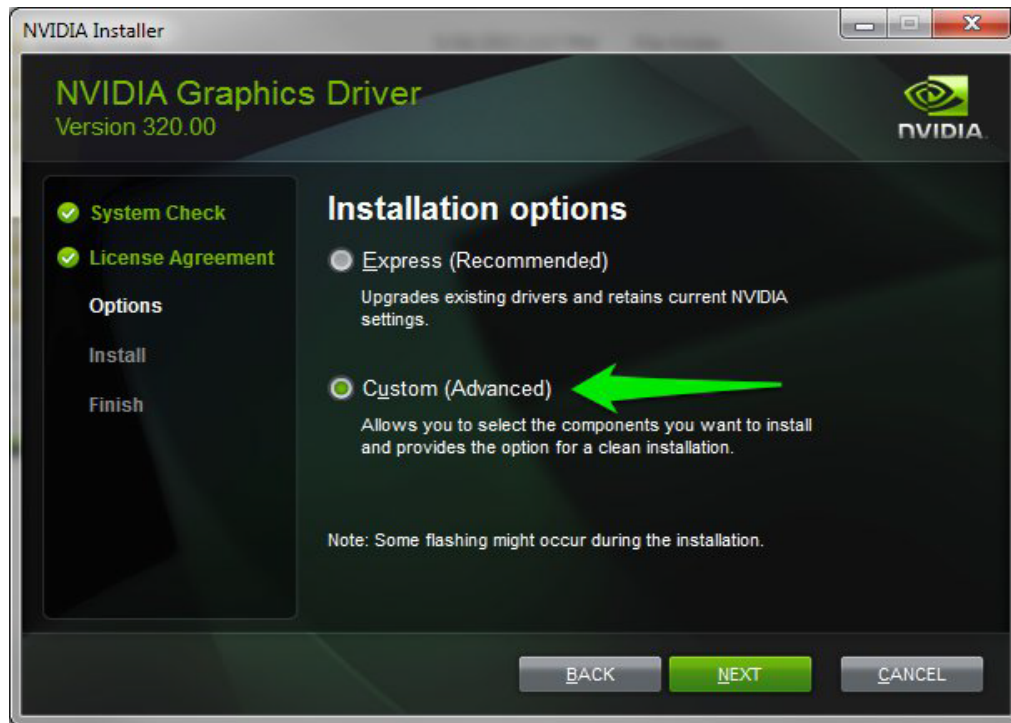 NVIDIA Installer
NVIDIA Graphics Driver
Version 320.00
NVIDIA.
System Check
License Agreement
Options
Install
Finish
Installation options
Express (Recommended)
Upgrades existing drivers and retains current NVIDIA
settings.
Custom (Advanced)
Allows you to select the components you want to install
and provides the option for a clean installation.
Note: Some flashing might occur during the installation.
BACK
NEXT
CANCEL